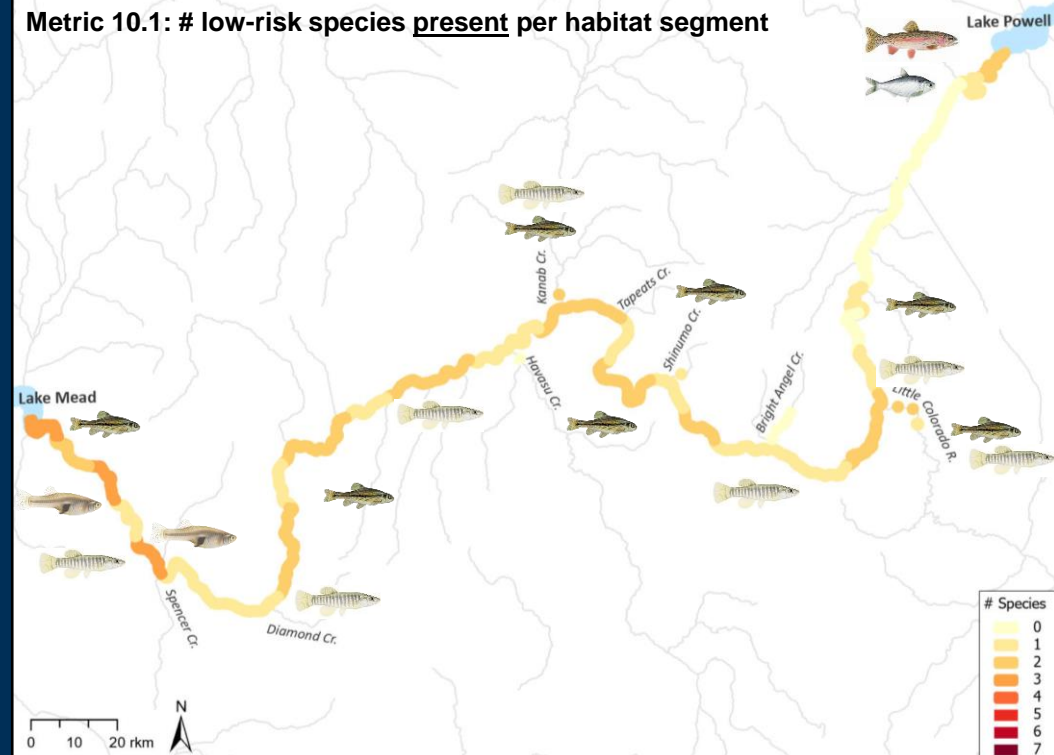 Metric 10.1: # low-risk species present per habitat segment
Lake Powell
Kanab Cr.
Tapeats Cr.
Shinumo Cr.
Havasu Cr.
Bright Angel Cr.
Little Colorado R.
Lake Mead
Spencer Cr.
Diamond Cr.
# Species
0
1
2
3
4
5
6
7
N
0 10 20 rkm